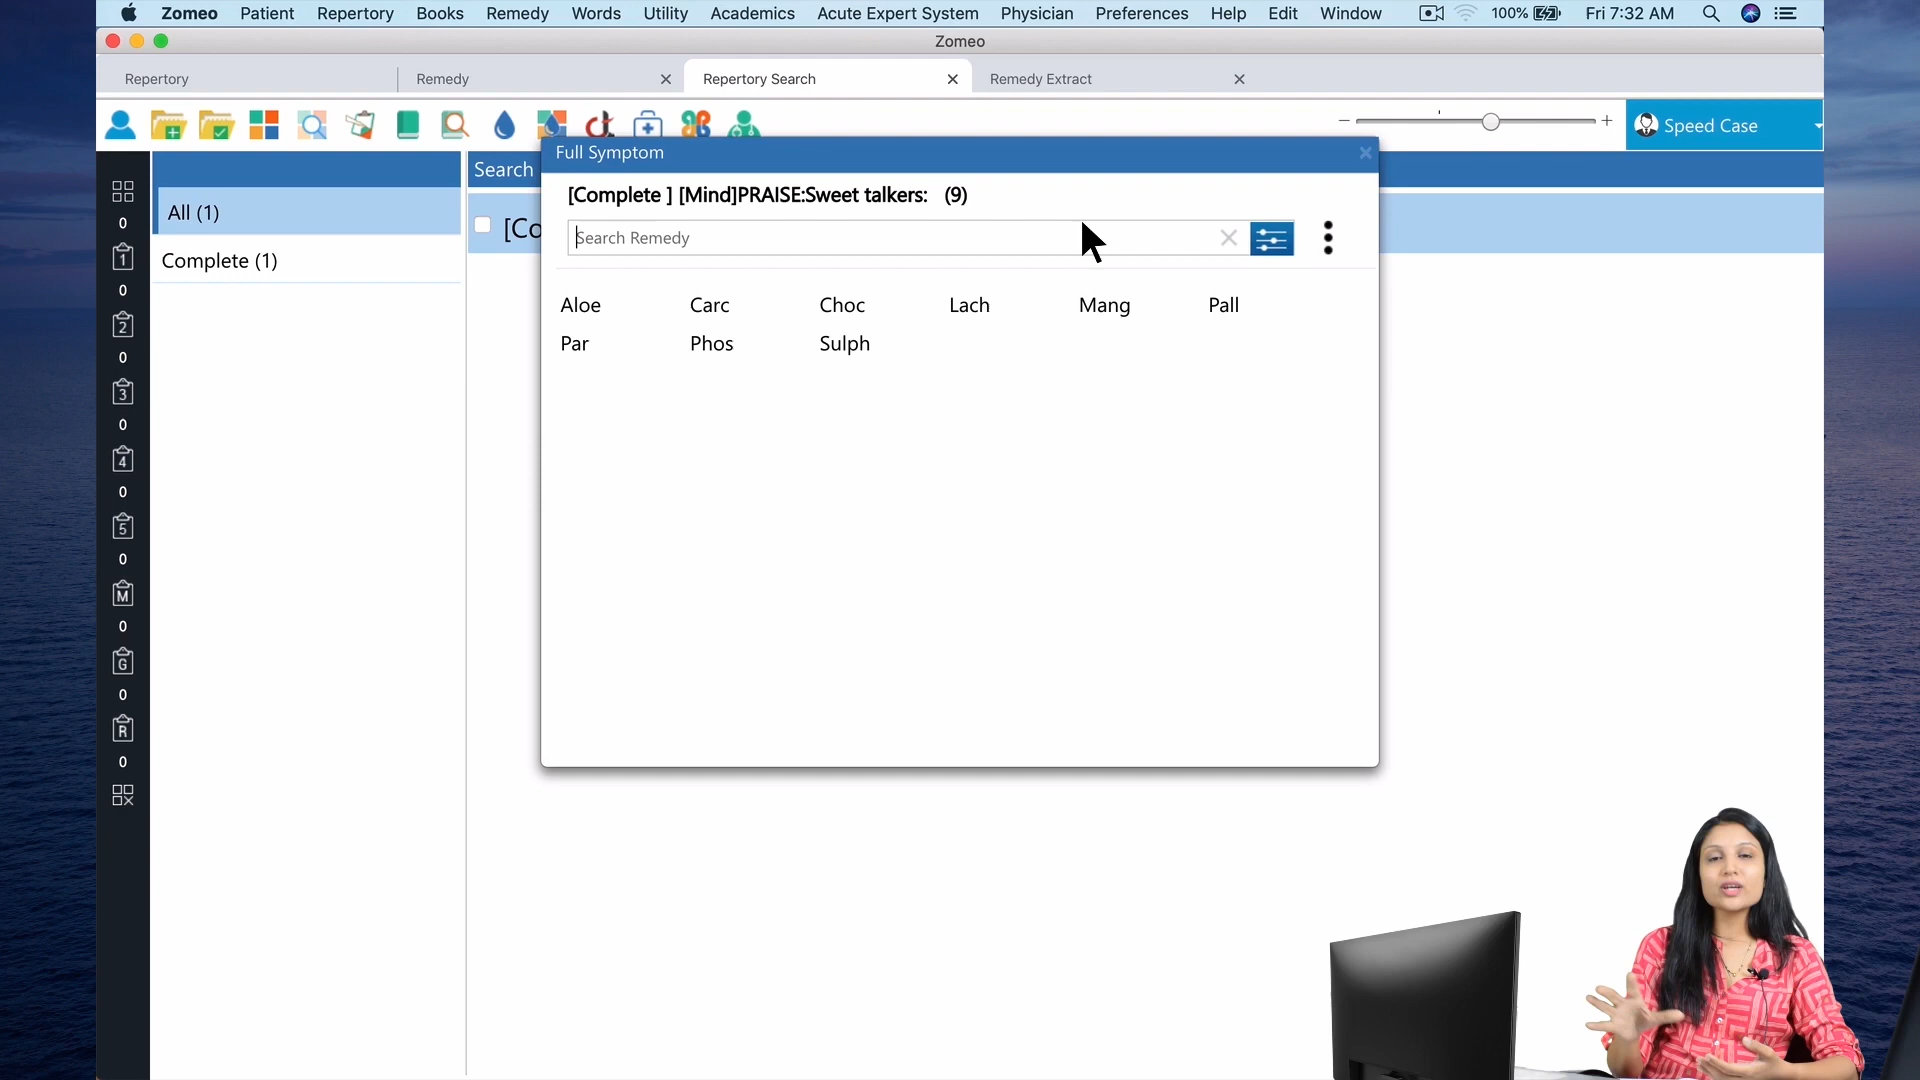 Zomeo Patient Repertory Books Remedy Words Utility Academics Acute Expert System Physician Preferences Help Edit Window 100% Fri 7:32 AM
Zomeo
Repertory Remedy Repertory Search Remedy Extract
Speed Case
Search
Full Symptom
[Complete ] [Mind]PRAISE:Sweet talkers: (9)
All (1)
[Co
Search Remedy
Complete (1)
Aloe Carc Choc Lach Mang Pall
Par Phos Sulph
0
1
0
2
0
3
0
4
0
5
0
M
0
G
0
R
0